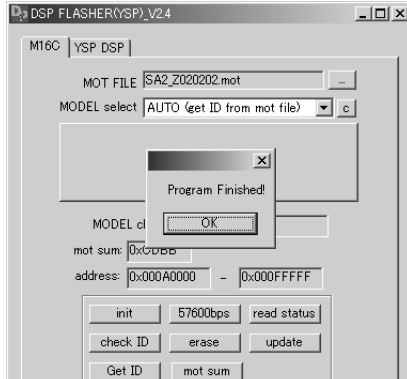 DSP FLASHER(YSP)_V2.4
M16C YSP DSP
MOT FILE SA2_Z020202.mot ...
MODEL select AUTO (get ID from mot file) c
Program Finished!
MODEL OK
mot sum: 0xCDBB
address: 0x000A0000 - 0x000FFFFF
init 57600bps read status
check ID erase update
Get ID mot sum